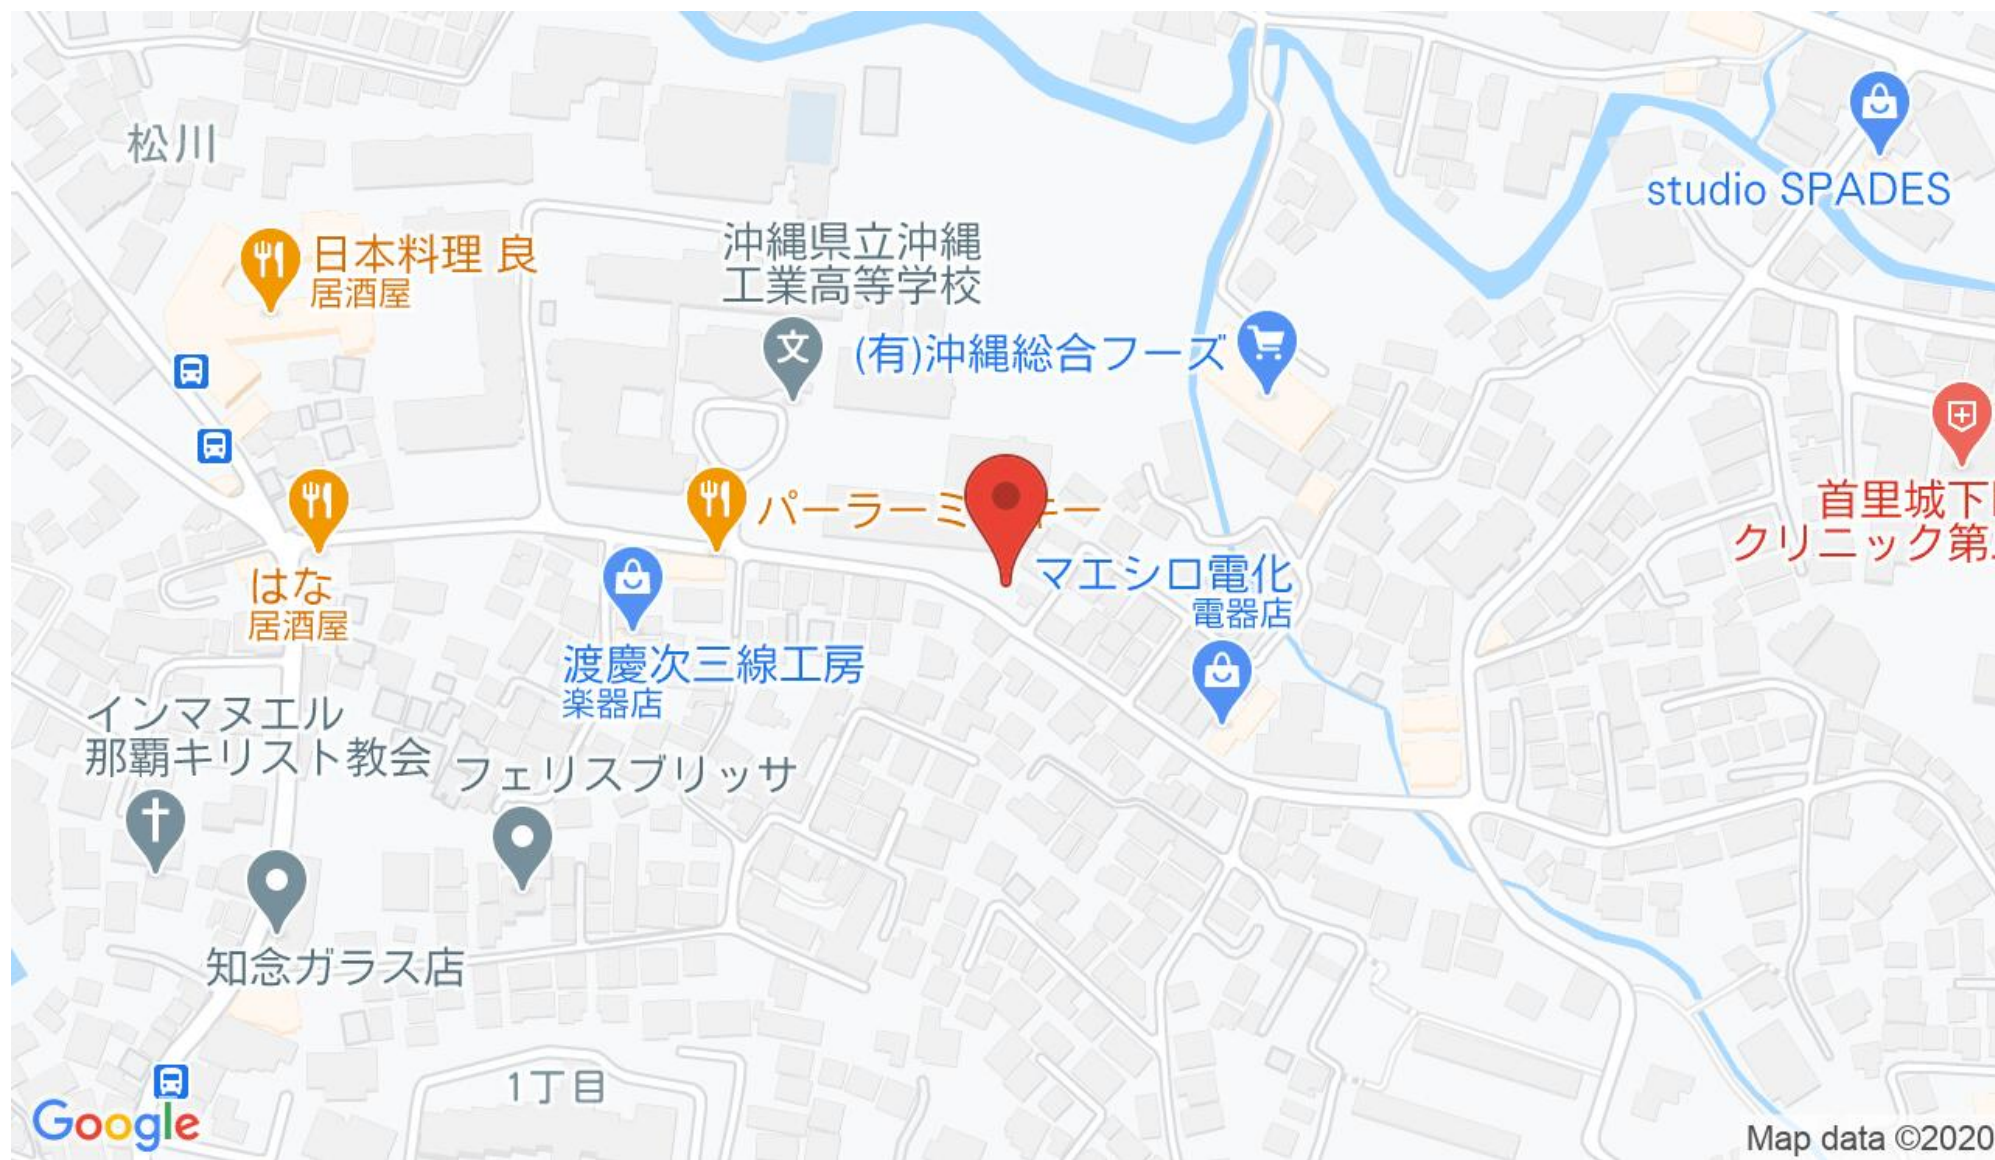 松川
studio SPADES
日本料理 良
居酒屋
沖縄県立沖縄
工業高等学校
(有)沖縄総合フーズ
パーラーミ
ー
首里城下
クリニック第
マエシロ電化
電器店
はな
居酒屋
渡慶次三線工房
楽器店
インマヌエル
那覇キリスト教会
フェリスブリッサ
知念ガラス店
1丁目
Google
Map data ©2020